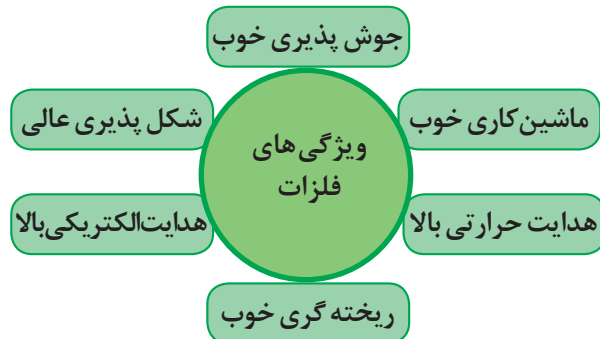 جوش پذیری خوب
ماشین‌کاری خوب
شکل پذیری عالی
ویژگی‌های
فلزات
هدایت حرارتی بالا
هدایت‌الکتریکی‌بالا
ریخته گری خوب